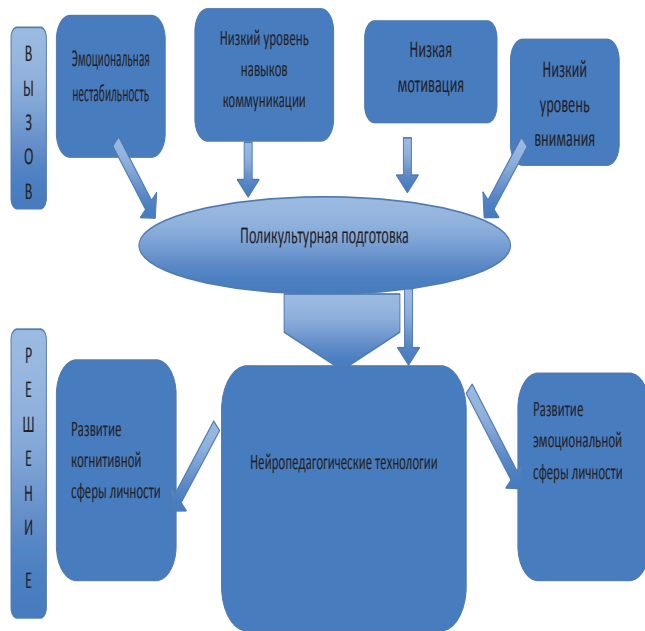 В
Ы
З
О
В
Эмоциональная
нестабильность
Низкий уровень
навыков
коммуникации
Низкая
мотивация
Низкий
уровень
внимания
Поликультурная подготовка
Р
Е
Ш
Е
Н
И
Е
Развитие
когнитивной
сферы личности
Нейропедагогические технологии
Развитие
эмоциональной
сферы личности